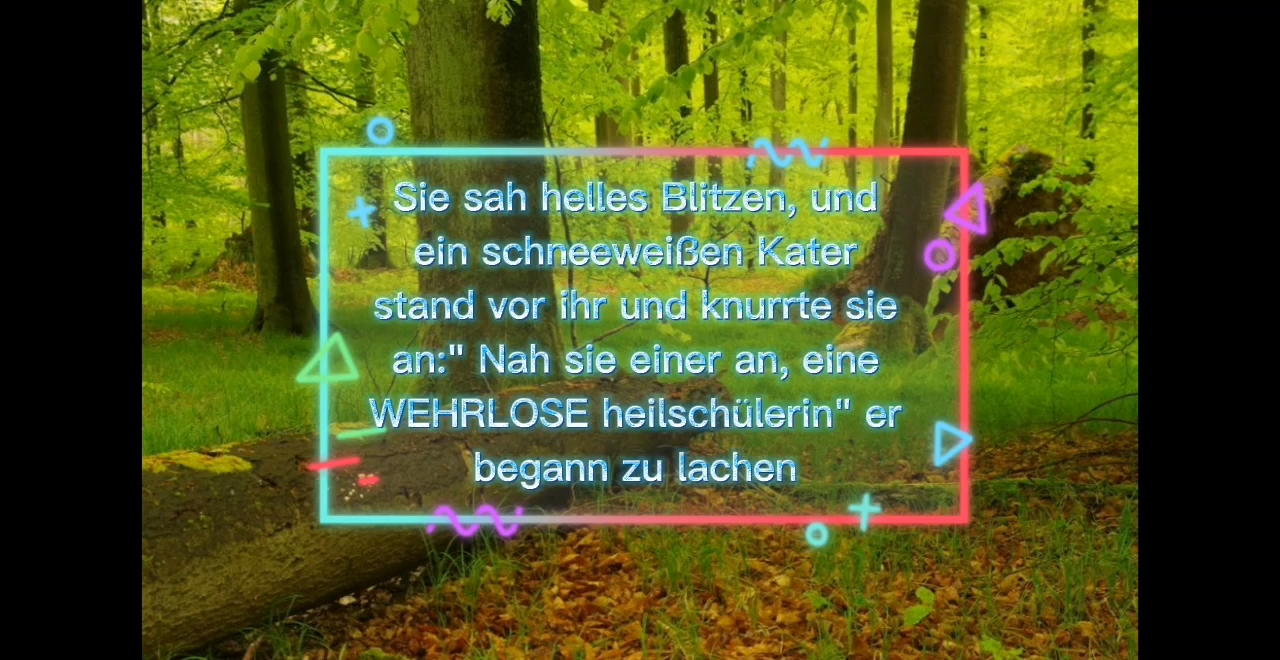 Sie sah helles Blitzen, und
ein schneeweißen Kater
stand vor ihr und knurrte sie
an:" Nah sie einer an, eine
WEHRLOSE heilschülerin" er
begann zu lachen